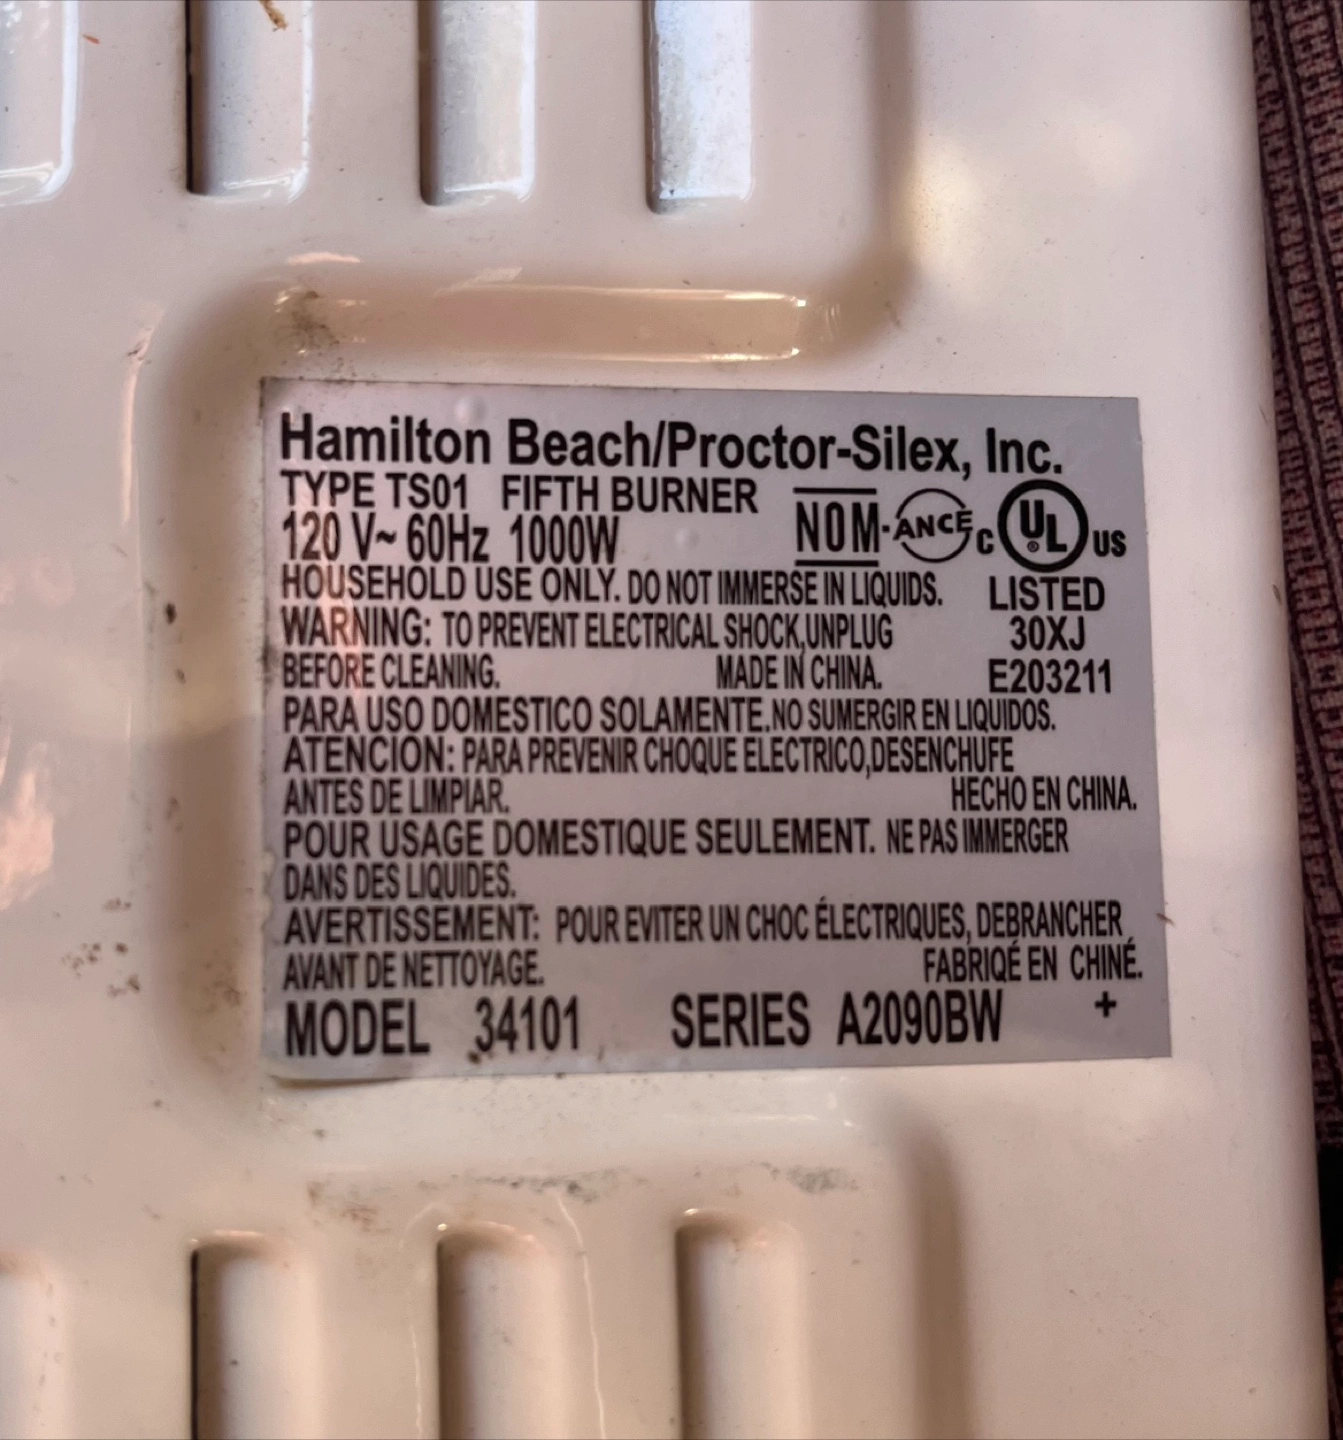 Hamilton Beach/Proctor-Silex, Inc.
TYPE TS01 FIFTH BURNER
120 V~ 60Hz 1000W
NOM-ANCE
C UL® US
HOUSEHOLD USE ONLY. DO NOT IMMERSE IN LIQUIDS.
LISTED
WARNING: TO PREVENT ELECTRICAL SHOCK,UNPLUG
30XJ
BEFORE CLEANING. MADE IN CHINA.
E203211
PARA USO DOMESTICO SOLAMENTE.NO SUMERGIR EN LIQUIDOS.
ATENCION: PARA PREVENIR CHOQUE ELECTRICO,DESENCHUFE
ANTES DE LIMPIAR. HECHO EN CHINA.
POUR USAGE DOMESTIQUE SEULEMENT. NE PAS IMMERGER
DANS DES LIQUIDES.
AVERTISSEMENT: POUR EVITER UN CHOC ÉLECTRIQUES, DEBRANCHER
AVANT DE NETTOYAGE. FABRIQÉ EN CHINÉ.
MODEL 34101 SERIES A2090BW +